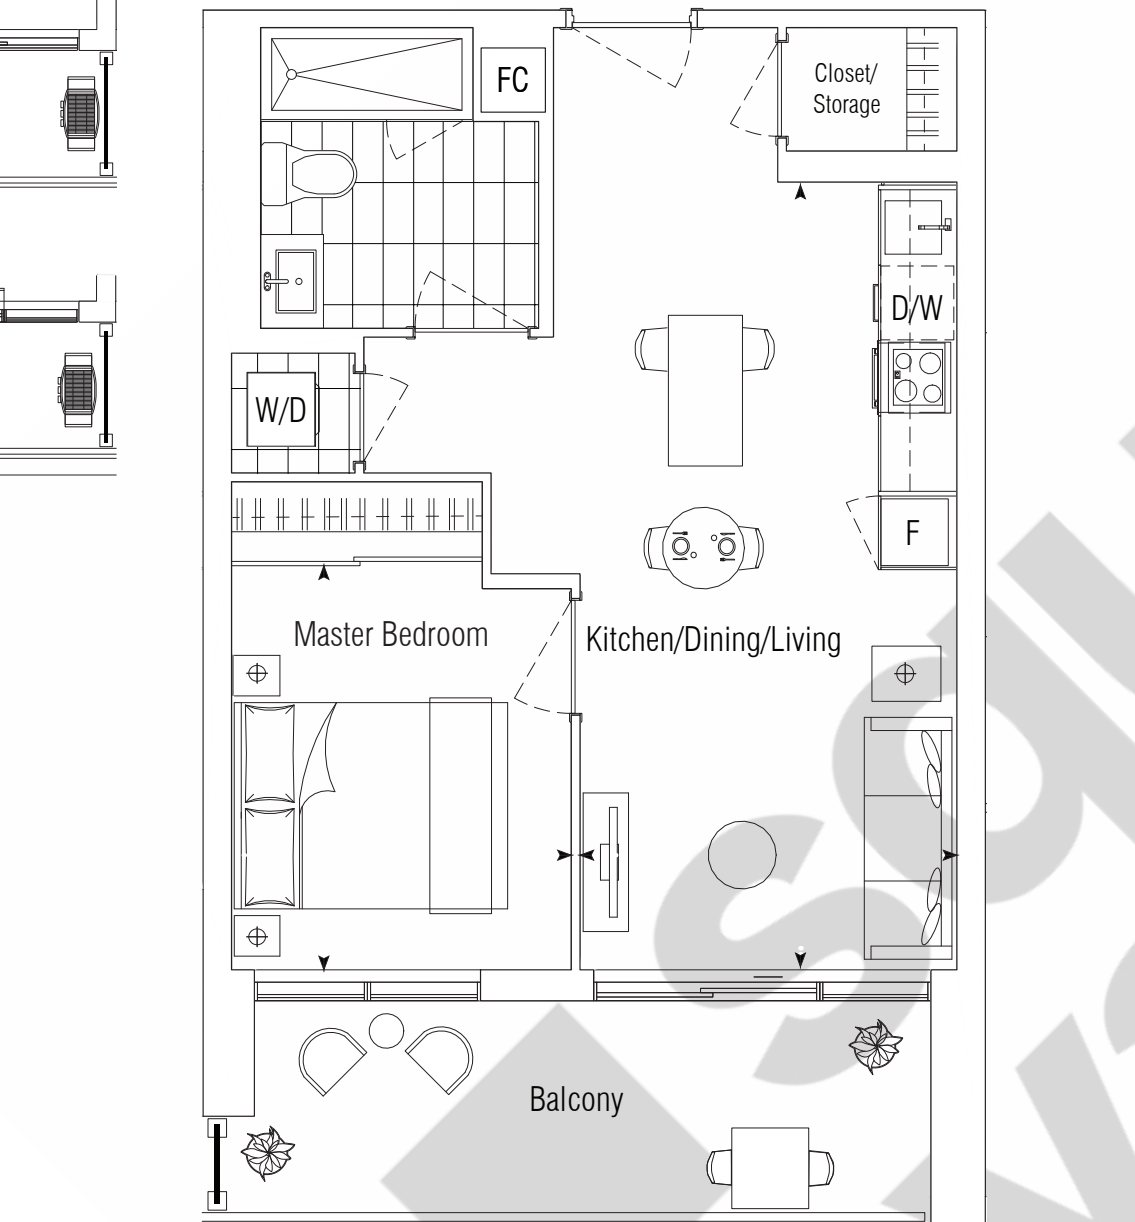 FC
Closet/
Storage
D/W
W/D
F
Master Bedroom
Kitchen/Dining/Living
Balcony